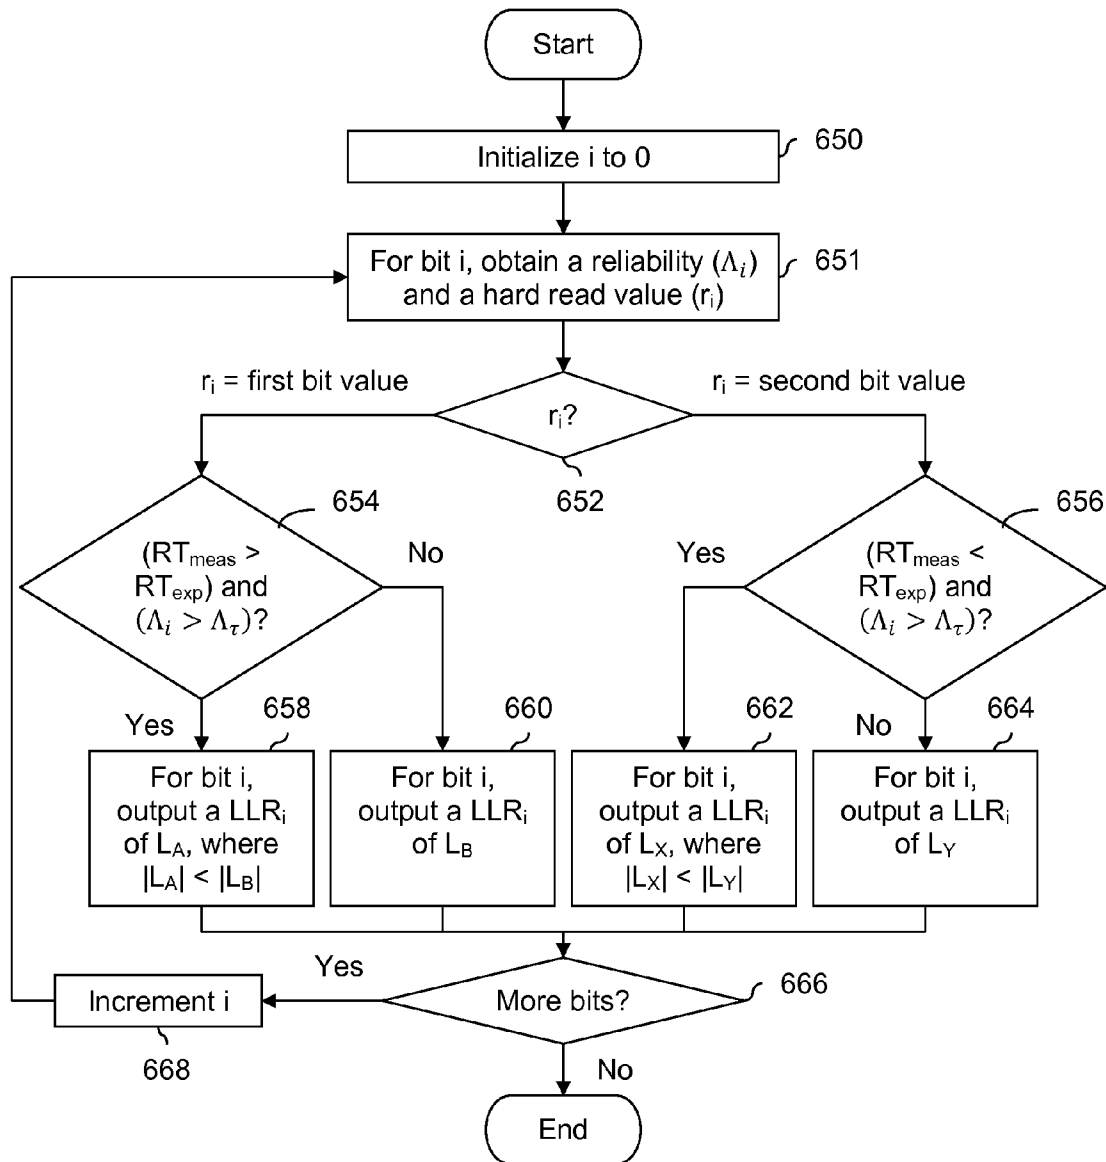 Start
Initialize i to 0
650
For bit i, obtain a reliability (Λᵢ)
and a hard read value (rᵢ)
651
rᵢ = first bit value
rᵢ = second bit value
rᵢ?
652
654
(RTmeas >
RTexp) and
(Λᵢ > Λτ)?
No
656
Yes
(RTmeas <
RTexp) and
(Λᵢ > Λτ)?
Yes
658
660
662
No
664
For bit i,
output a LLRᵢ
of LA, where
|LA| < |LB|
For bit i,
output a LLRᵢ
of LB
For bit i,
output a LLRᵢ
of LX, where
|LX| < |LY|
For bit i,
output a LLRᵢ
of LY
Yes
More bits?
666
Increment i
668
No
End